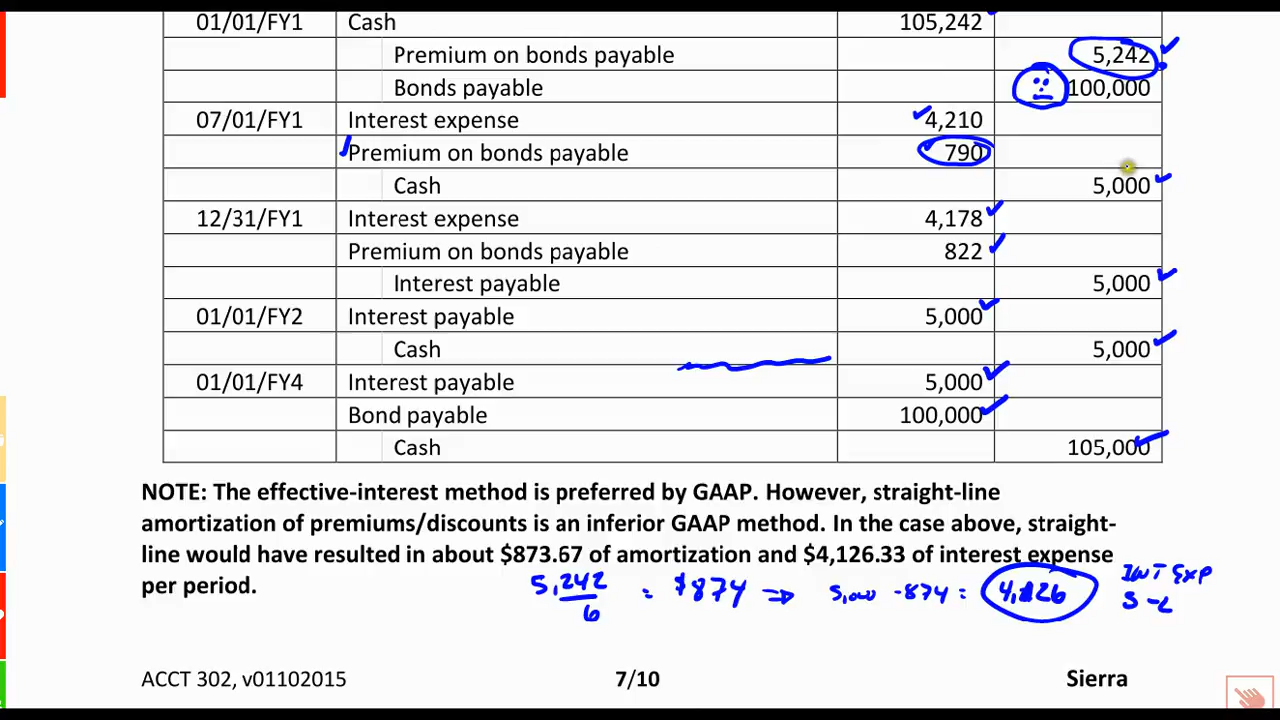 01/01/FY1 Cash 105,242
Premium on bonds payable 5,242
Bonds payable 100,000
07/01/FY1 Interest expense 4,210
Premium on bonds payable 790
Cash 5,000
12/31/FY1 Interest expense 4,178
Premium on bonds payable 822
Interest payable 5,000
01/01/FY2 Interest payable 5,000
Cash 5,000
01/01/FY4 Interest payable 5,000
Bond payable 100,000
Cash 105,000
NOTE: The effective-interest method is preferred by GAAP. However, straight-line
amortization of premiums/discounts is an inferior GAAP method. In the case above, straight-
line would have resulted in about $873.67 of amortization and $4,126.33 of interest expense
per period.
5,242 / 6 = $874 ⇒ 5,000 - 874 = 4,126 INT EXP
S-L
ACCT 302, v01102015 7/10 Sierra